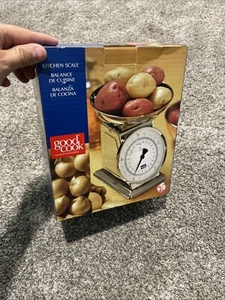 KITCHEN SCALE
BALANCE
DE CUISINE
BALANZA
DE COCINA
good
cook